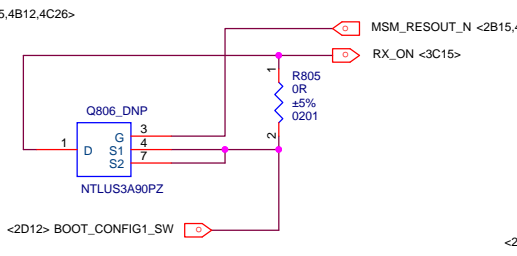 5,4B12,4C26>
MSM_RESOUT_N <2B15,4
RX_ON <3C15>
1
R805
0R
±5%
0201
2
Q806_DNP
1 D G 3
S1 4
S2 7
NTLUS3A90PZ
<2D12> BOOT_CONFIG1_SW
<2